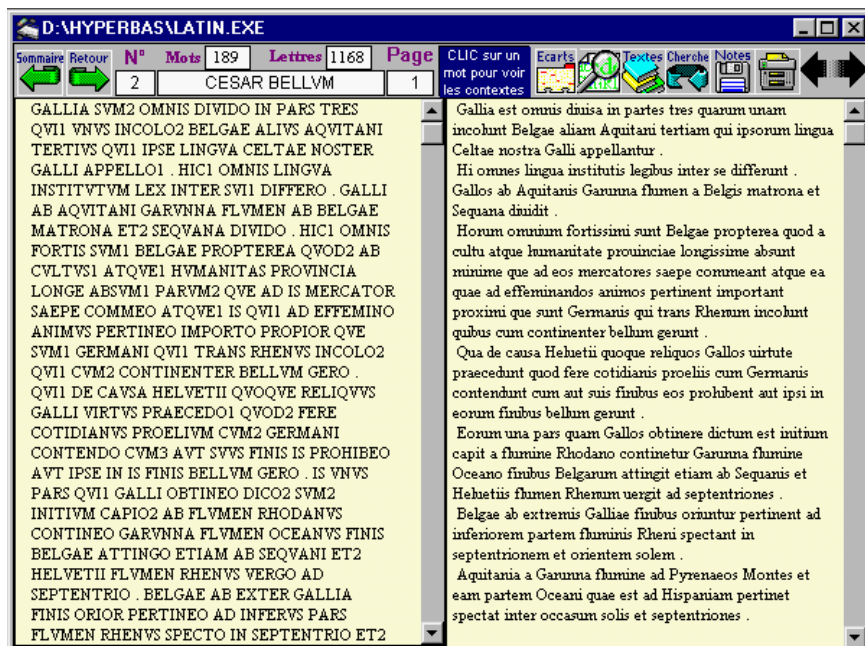 D:\HYPERBAS\LATIN.EXE
Sommaire Retour N° Mots 189 Lettres 1168 Page CLIC sur un mot pour voir les contextes Ecarts Textes Cherche Notes
2 CESAR BELLVM 1
GALLIA SVM2 OMNIS DIVIDO IN PARS TRES
QVI1 VNVS INCOLO2 BELGAE ALIVS AQVITANI
TERTIVS QVI1 IPSE LINGVA CELTAE NOSTER
GALLI APPELLO1 . HIC1 OMNIS LINGVA
INSTITVTVM LEX INTER SVI1 DIFFERO . GALLI
AB AQVITANI GARVNNA FLVMEN AB BELGAE
MATRONA ET2 SEQVANA DIVIDO . HIC1 OMNIS
FORTIS SVM1 BELGAE PROPTEREA QVOD2 AB
CVLTVS1 ATQVE1 HVMANITAS PROVINCIA
LONGE ABSVM1 PARVM2 QVE AD IS MERCATOR
SAEPE COMMEO ATQVE1 IS QVI1 AD EFFEMINO
ANIMVS PERTINEO IMPORTO PROPIOR QVE
SVM1 GERMANI QVI1 TRANS RHENVS INCOLO2
QVI1 CVM2 CONTINENTER BELLVM GERO .
QVI1 DE CAVSA HELVETII QVOQVE RELIQVVS
GALLI VIRTVS PRAECEDO1 QVOD2 FERE
COTIDIANVS PROELIVM CVM2 GERMANI
CONTENDO CVM3 AVT SVVS FINIS IS PROHIBEO
AVT IPSE IN IS FINIS BELLVM GERO . IS VNVS
PARS QVI1 GALLI OBTINEO DICO2 SVM2
INITIVM CAPIO2 AB FLVMEN RHODANVS
CONTINEO GARVNNA FLVMEN OCEANVS FINIS
BELGAE ATTINGO ETIAM AB SEQVANI ET2
HELVETII FLVMEN RHENVS VERGO AD
SEPTENTRIO . BELGAE AB EXTER GALLIA
FINIS ORIOR PERTINEO AD INFERVS PARS
FLVMEN RHENVS SPECTO IN SEPTENTRIO ET2
Gallia est omnis diuisa in partes tres quarum unam
incolunt Belgae aliam Aquitani tertiam qui ipsorum lingua
Celtae nostra Galli appellantur .
Hi omnes lingua institutis legibus inter se differunt .
Gallos ab Aquitanis Garunna flumen a Belgis matrona et
Sequana diuidit .
Horum omnium fortissimi sunt Belgae propterea quod a
cultu atque humanitate prouinciae longissime absunt
minime que ad eos mercatores saepe commeant atque ea
quae ad effeminandos animos pertinent important
proximi que sunt Germanis qui trans Rhenum incolunt
quibus cum continenter bellum gerunt .
Qua de causa Heluetii quoque reliquos Gallos uirtute
praecedunt quod fere cotidianis proeliis cum Germanis
contendunt cum aut suis finibus eos prohibent aut ipsi in
eorum finibus bellum gerunt .
Eorum una pars quam Gallos obtinere dictum est initium
capit a flumine Rhodano continetur Garunna flumine
Oceano finibus Belgarum attingit etiam ab Sequanis et
Heluetiis flumen Rhenum uergit ad septentriones .
Belgae ab extremis Galliae finibus oriuntur pertinent ad
inferiorem partem fluminis Rheni spectant in
septentrionem et orientem solem .
Aquitania a Garunna flumine ad Pyrenaeos Montes et
eam partem Oceani quae est ad Hispaniam pertinet
spectat inter occasum solis et septentriones .